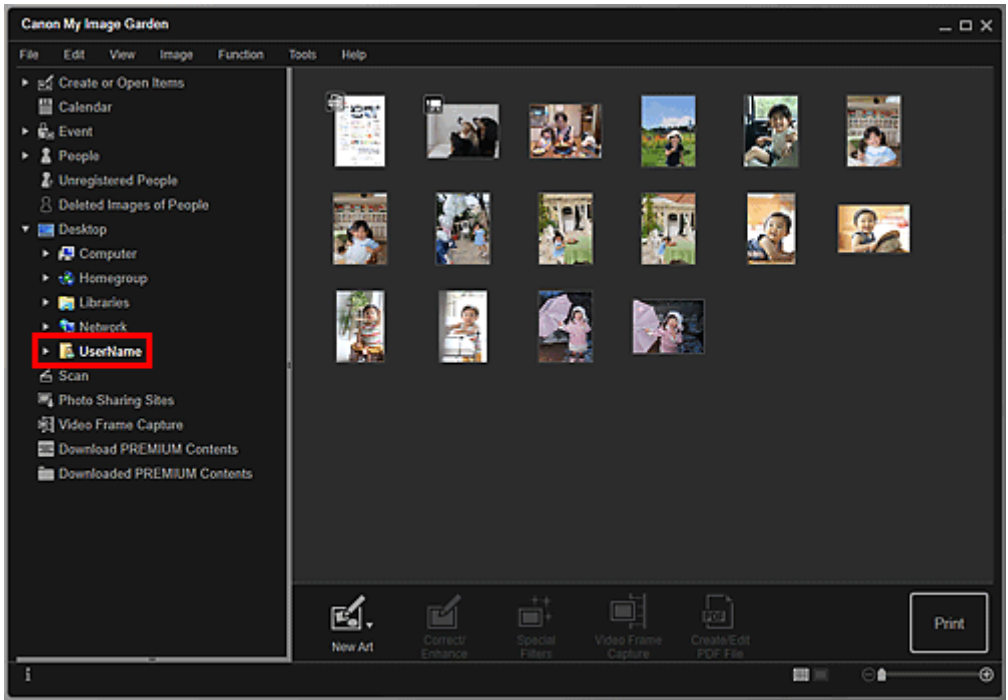 Canon My Image Garden
File Edit View Image Function Tools Help
Create or Open Items
Calendar
Event
People
Unregistered People
Deleted Images of People
Desktop
Computer
Homegroup
Libraries
Network
UserName
Scan
Photo Sharing Sites
Video Frame Capture
Download PREMIUM Contents
Downloaded PREMIUM Contents
New Art
Correct/
Enhance
Special
Filters
Video Frame
Capture
PDF
Create/Edit
PDF File
Print